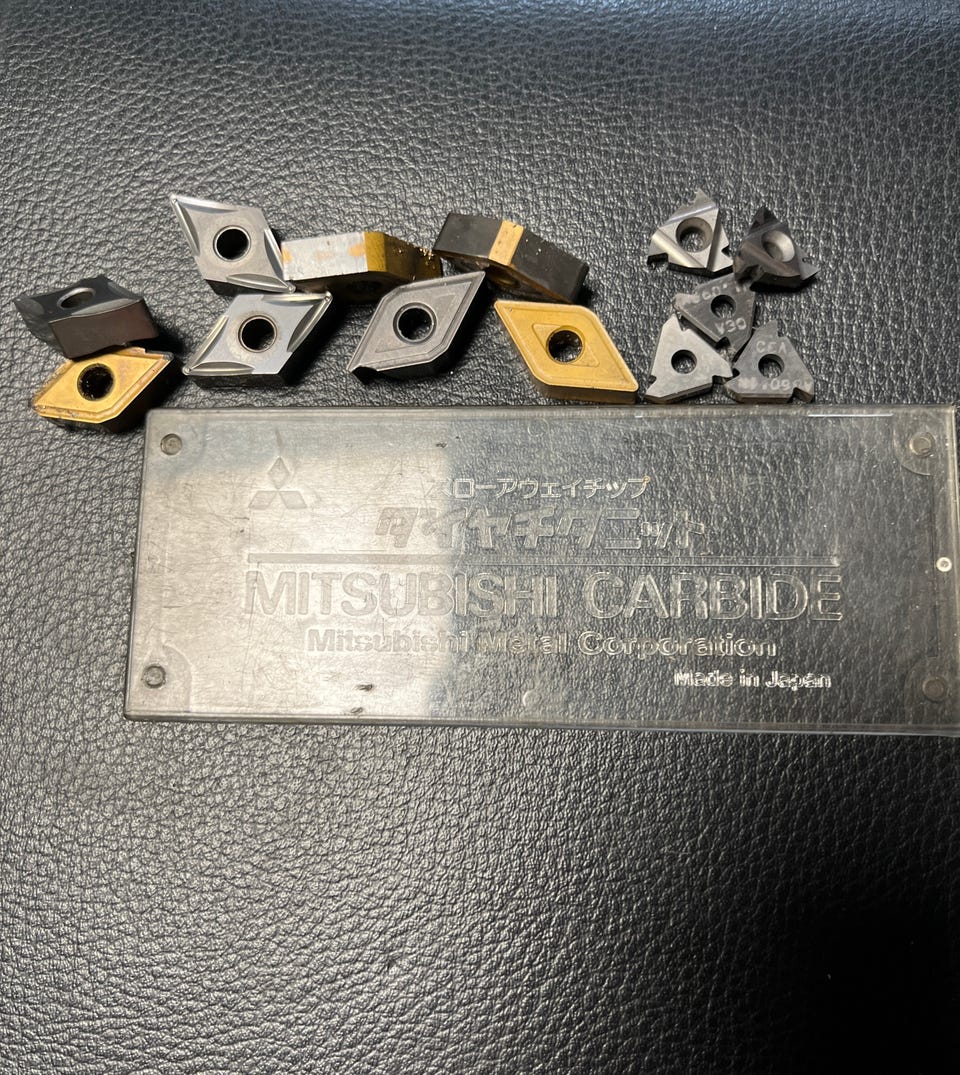 V30
スローアウェイチップ
ダイヤチタニット
MITSUBISHI CARBIDE
Mitsubishi Metal Corporation
Made in Japan